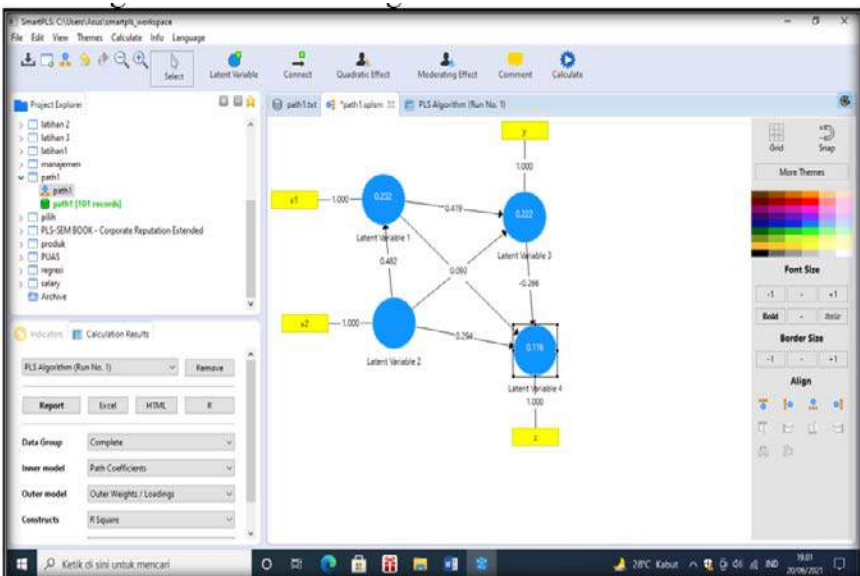 SmartPLS: C:\Users\Asus\smartpls_workspace
File Edit View Themes Calculate Info Language
Select
Latent Variable
Connect
Quadratic Effect
Moderating Effect
Comment
Calculate
Project Explorer
latihan 2
latihan 3
latihan1
manajemen
path1
path1
path1 [101 records]
pilih
PLS-SEM BOOK - Corporate Reputation Extended
produk
PUAS
regresi
salary
Archive
Indicators
Calculation Results
PLS Algorithm (Run No. 1)
Remove
Report
Excel
HTML
R
Data Group
Complete
Inner model
Path Coefficients
Outer model
Outer Weights / Loadings
Constructs
R Square
path1.txt
*path1.splsm
PLS Algorithm (Run No. 1)
y
1.000
x1
1.000
0.232
0.419
0.222
Latent Variable 1
Latent Variable 3
0.482
0.093
-0.266
x2
1.000
0.294
0.116
Latent Variable 2
Latent Variable 4
1.000
z
Grid
Snap
More Themes
Font Size
-1
-
+1
Bold
-
Italic
Border Size
-1
-
+1
Align
Ketik di sini untuk mencari
28°C Kabut
IND
19.01
20/06/2021